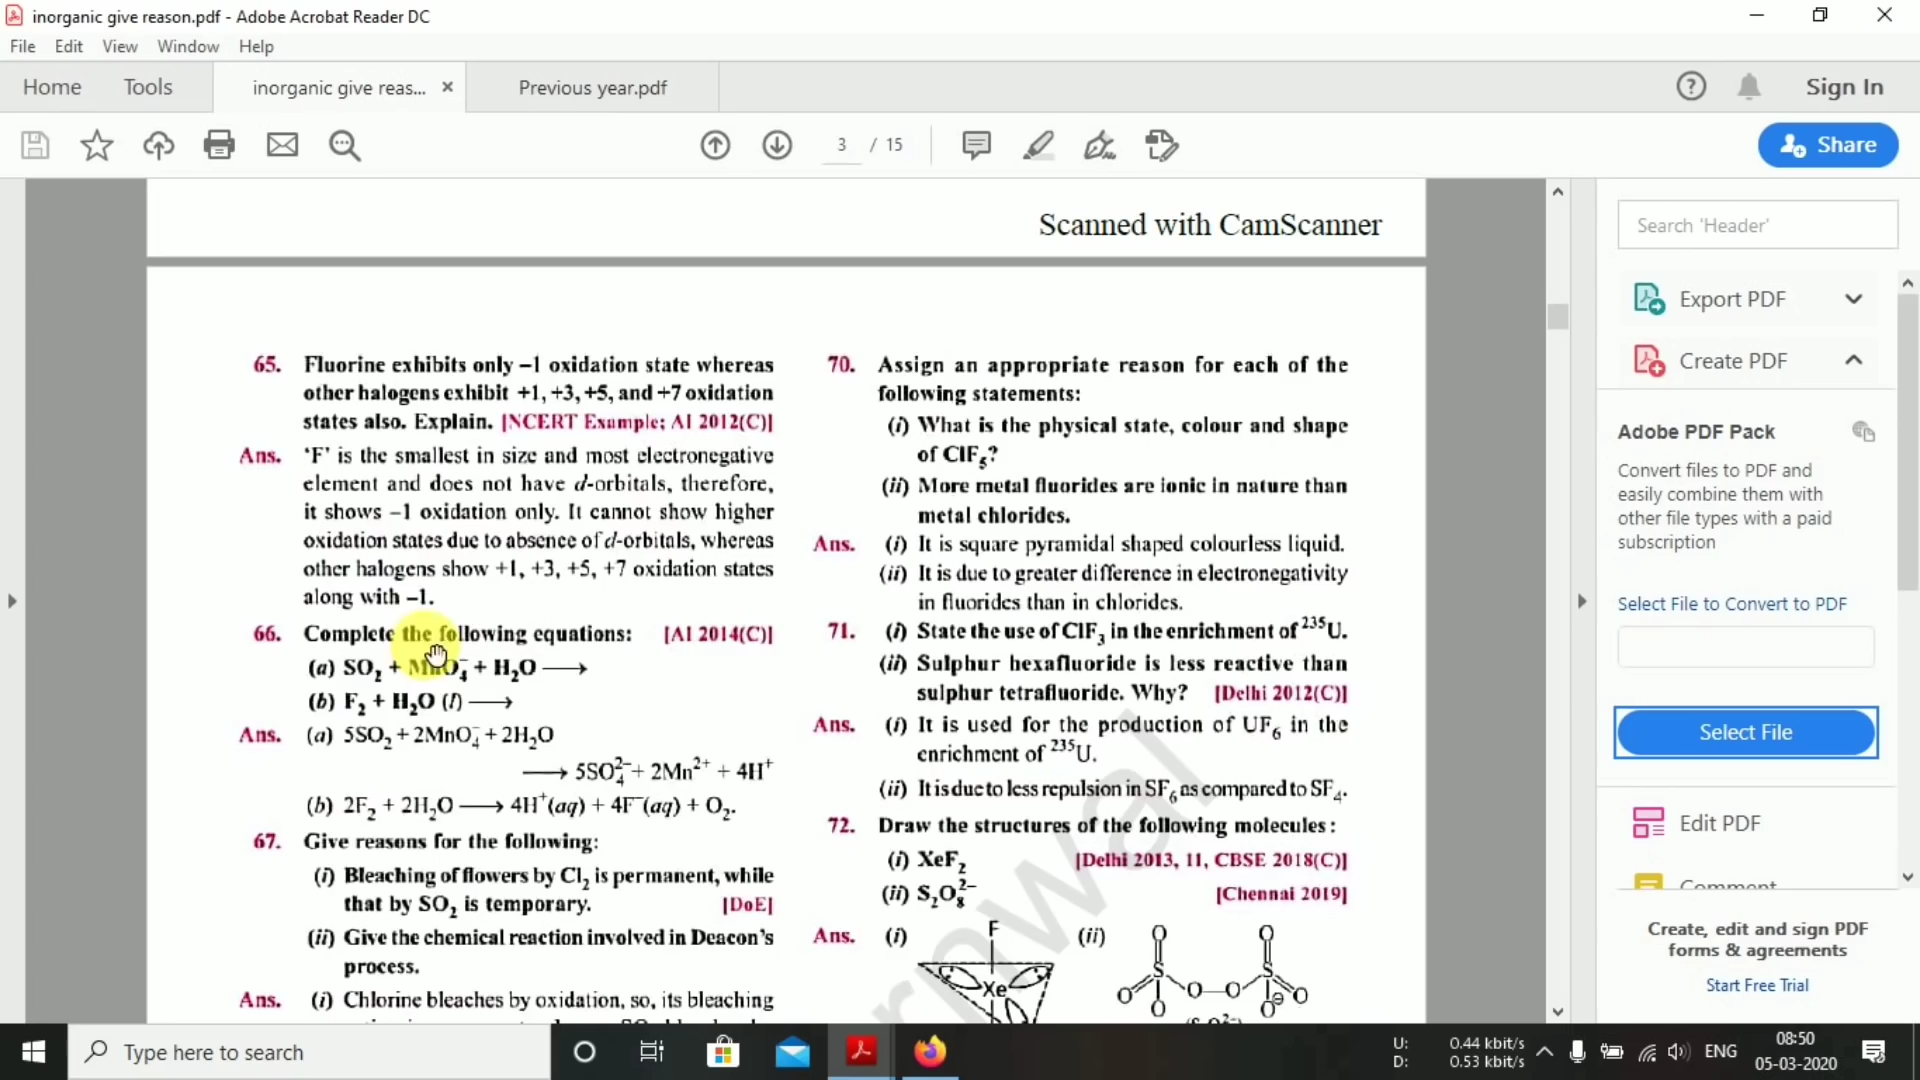 inorganic give reason.pdf - Adobe Acrobat Reader DC
File Edit View Window Help
Home Tools inorganic give reas... × Previous year.pdf Sign In
3 / 15 Share
Scanned with CamScanner
65. Fluorine exhibits only –1 oxidation state whereas
other halogens exhibit +1, +3, +5, and +7 oxidation
states also. Explain. [NCERT Example; AI 2012(C)]
Ans. ‘F’ is the smallest in size and most electronegative
element and does not have d-orbitals, therefore,
it shows –1 oxidation only. It cannot show higher
oxidation states due to absence of d-orbitals, whereas
other halogens show +1, +3, +5, +7 oxidation states
along with –1.
66. Complete the following equations: [AI 2014(C)]
(a) SO₂ + MnO₄⁻ + H₂O ⟶
(b) F₂ + H₂O (l) ⟶
Ans. (a) 5SO₂ + 2MnO₄⁻ + 2H₂O
⟶ 5SO₄²⁻ + 2Mn²⁺ + 4H⁺
(b) 2F₂ + 2H₂O ⟶ 4H⁺(aq) + 4F⁻(aq) + O₂.
67. Give reasons for the following:
(i) Bleaching of flowers by Cl₂ is permanent, while
that by SO₂ is temporary. [DoE]
(ii) Give the chemical reaction involved in Deacon’s
process.
Ans. (i) Chlorine bleaches by oxidation, so, its bleaching
70. Assign an appropriate reason for each of the
following statements:
(i) What is the physical state, colour and shape
of ClF₅?
(ii) More metal fluorides are ionic in nature than
metal chlorides.
Ans. (i) It is square pyramidal shaped colourless liquid.
(ii) It is due to greater difference in electronegativity
in fluorides than in chlorides.
71. (i) State the use of ClF₃ in the enrichment of ²³⁵U.
(ii) Sulphur hexafluoride is less reactive than
sulphur tetrafluoride. Why? [Delhi 2012(C)]
Ans. (i) It is used for the production of UF₆ in the
enrichment of ²³⁵U.
(ii) It is due to less repulsion in SF₆ as compared to SF₄.
72. Draw the structures of the following molecules :
(i) XeF₂ [Delhi 2013, 11, CBSE 2018(C)]
(ii) S₂O₈²⁻ [Chennai 2019]
Ans. (i) (ii)
F O O
Xe S S
O O O O
O O⊖
Search 'Header'
Export PDF
Create PDF
Adobe PDF Pack
Convert files to PDF and
easily combine them with
other file types with a paid
subscription
Select File to Convert to PDF
Select File
Edit PDF
Comment
Create, edit and sign PDF
forms & agreements
Start Free Trial
Type here to search
U: 0.44 kbit/s
D: 0.53 kbit/s
ENG
08:50
05-03-2020